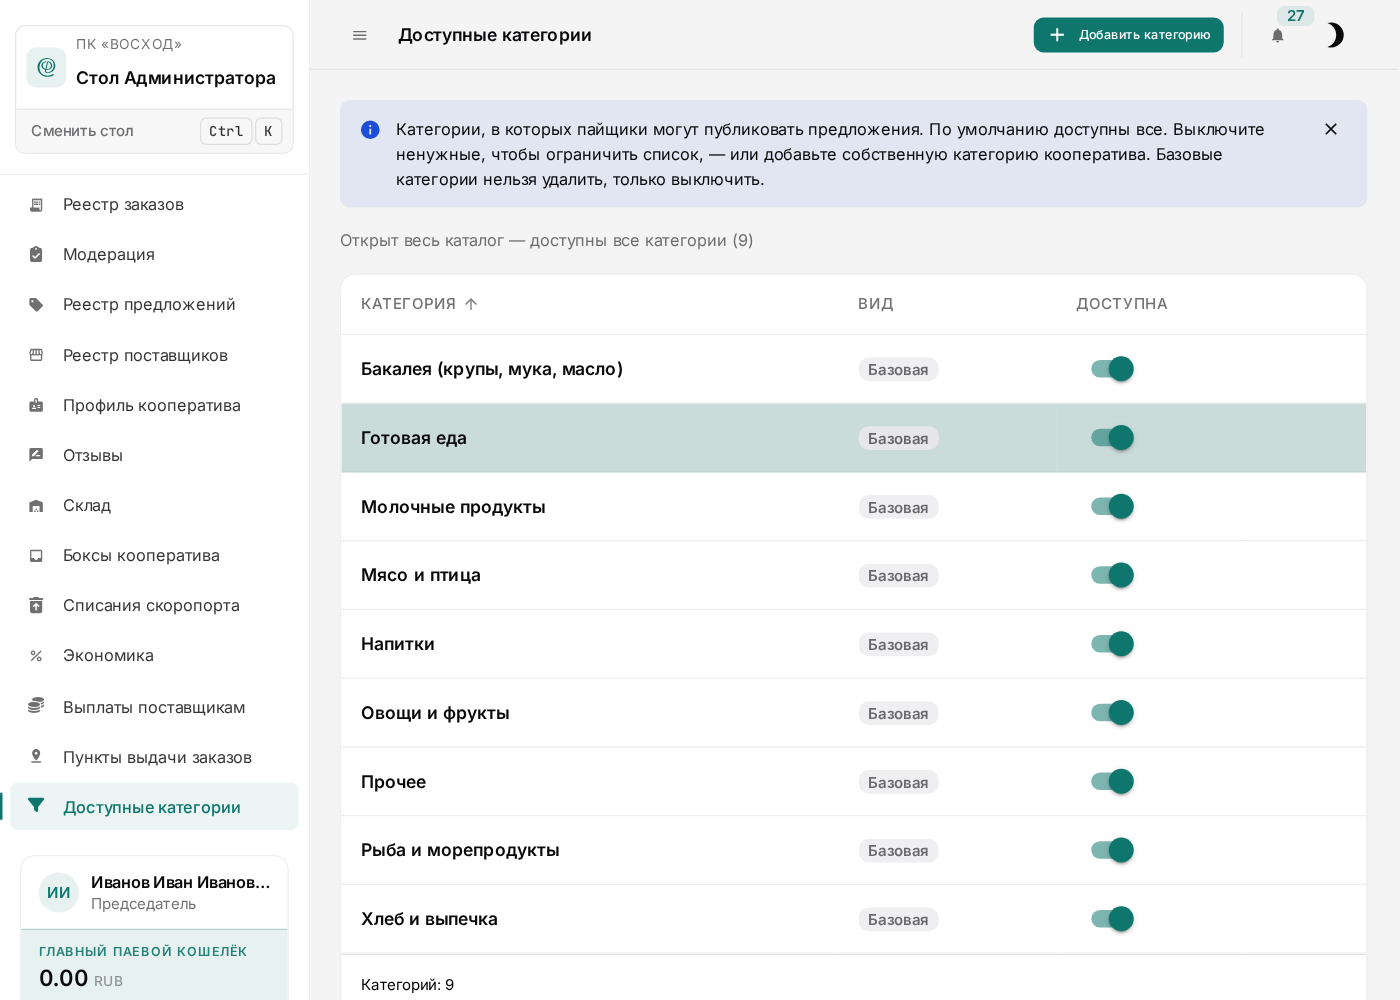 ПК «ВОСХОД»
Стол Администратора
Сменить стол Ctrl K
Реестр заказов
Модерация
Реестр предложений
Реестр поставщиков
Профиль кооператива
Отзывы
Склад
Боксы кооператива
Списания скоропорта
Экономика
Выплаты поставщикам
Пункты выдачи заказов
Доступные категории
ИИ
Иванов Иван Иванов...
Председатель
ГЛАВНЫЙ ПАЕВОЙ КОШЕЛЁК
0.00 RUB
Доступные категории
Добавить категорию
27
Категории, в которых пайщики могут публиковать предложения. По умолчанию доступны все. Выключите
ненужные, чтобы ограничить список, — или добавьте собственную категорию кооператива. Базовые
категории нельзя удалить, только выключить.
Открыт весь каталог — доступны все категории (9)
КАТЕГОРИЯ ВИД ДОСТУПНА
Бакалея (крупы, мука, масло) Базовая
Готовая еда Базовая
Молочные продукты Базовая
Мясо и птица Базовая
Напитки Базовая
Овощи и фрукты Базовая
Прочее Базовая
Рыба и морепродукты Базовая
Хлеб и выпечка Базовая
Категорий: 9